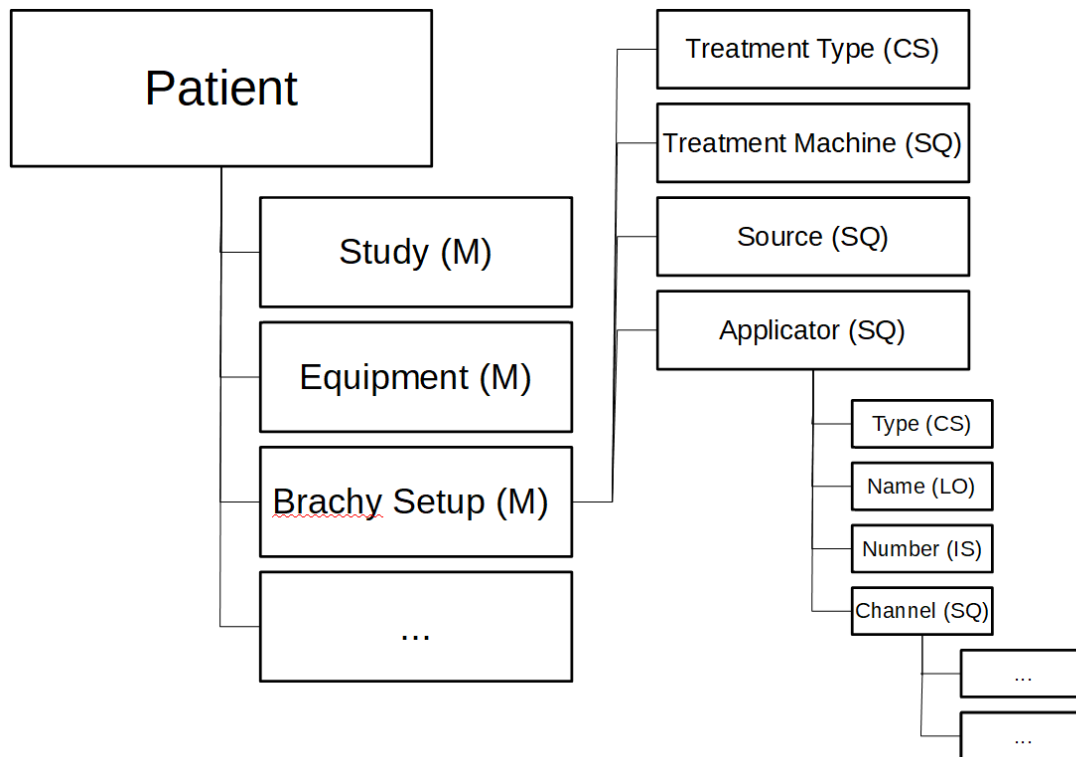 Patient
Study (M)
Equipment (M)
Brachy Setup (M)
...
Treatment Type (CS)
Treatment Machine (SQ)
Source (SQ)
Applicator (SQ)
Type (CS)
Name (LO)
Number (IS)
Channel (SQ)
...
...